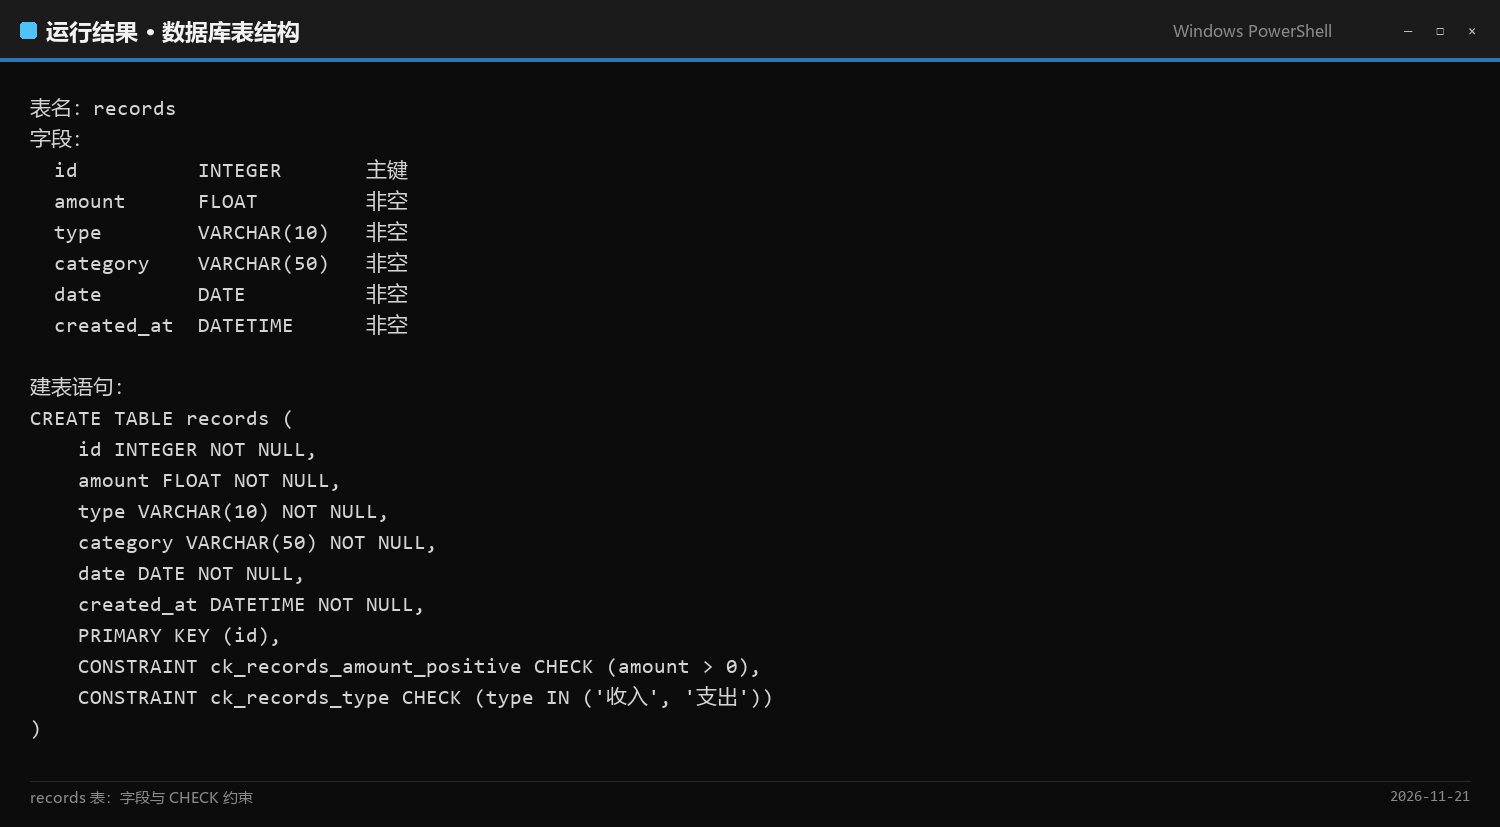 运行结果 • 数据库表结构
Windows PowerShell
表名: records
字段:
id INTEGER 主键
amount FLOAT 非空
type VARCHAR(10) 非空
category VARCHAR(50) 非空
date DATE 非空
created_at DATETIME 非空
建表语句:
CREATE TABLE records (
id INTEGER NOT NULL,
amount FLOAT NOT NULL,
type VARCHAR(10) NOT NULL,
category VARCHAR(50) NOT NULL,
date DATE NOT NULL,
created_at DATETIME NOT NULL,
PRIMARY KEY (id),
CONSTRAINT ck_records_amount_positive CHECK (amount > 0),
CONSTRAINT ck_records_type CHECK (type IN ('收入', '支出'))
)
records 表: 字段与 CHECK 约束
2026-11-21